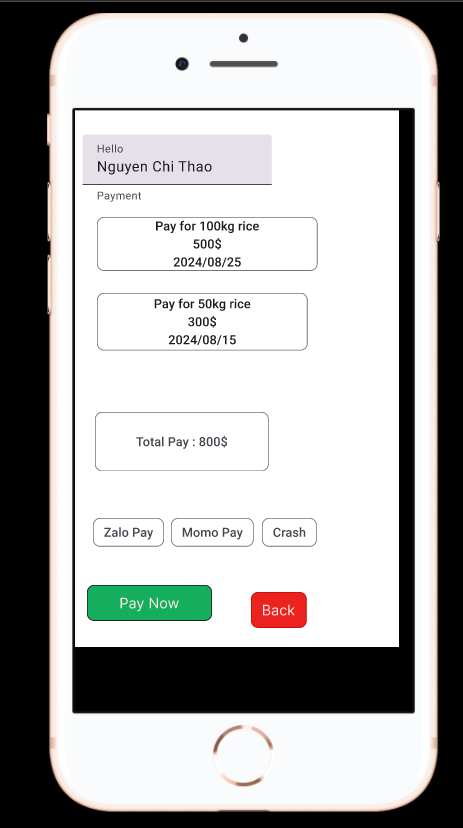 Hello
Nguyen Chi Thao
Payment
Pay for 100kg rice
500$
2024/08/25
Pay for 50kg rice
300$
2024/08/15
Total Pay : 800$
Zalo Pay
Momo Pay
Crash
Pay Now
Back